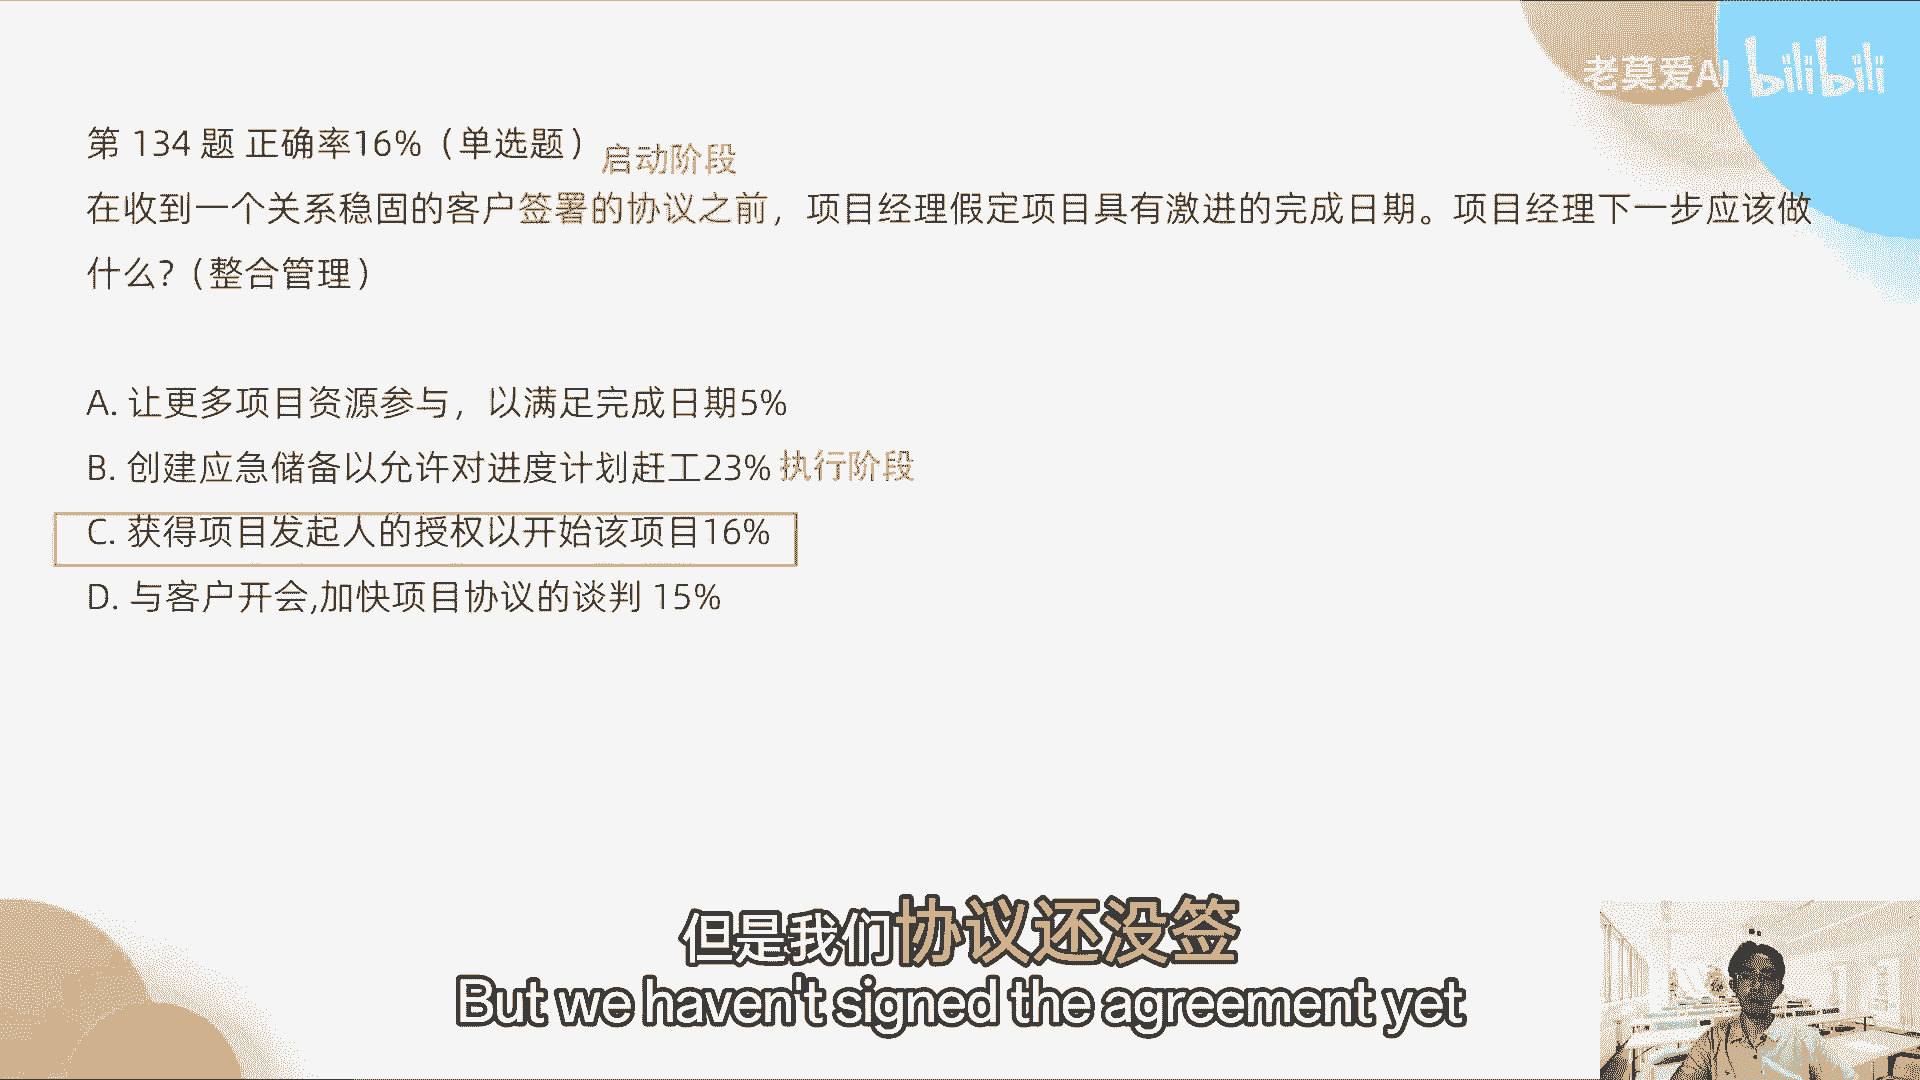 老莫爱AI bilibili
第 134 题 正确率16%（单选题） 启动阶段
在收到一个关系稳固的客户签署的协议之前，项目经理假定项目具有激进的完成日期。项目经理下一步应该做
什么?（整合管理）
A. 让更多项目资源参与，以满足完成日期5%
B. 创建应急储备以允许对进度计划赶工23% 执行阶段
C. 获得项目发起人的授权以开始该项目16%
D. 与客户开会,加快项目协议的谈判 15%
但是我们协议还没签
But we haven't signed the agreement yet